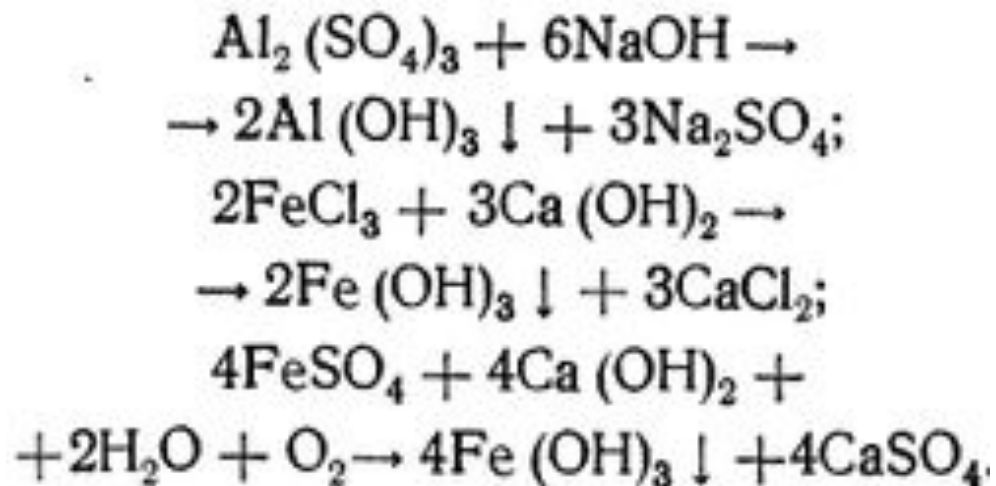 Al₂(SO₄)₃ + 6NaOH →
→ 2Al(OH)₃ ↓ + 3Na₂SO₄;
2FeCl₃ + 3Ca(OH)₂ →
→ 2Fe(OH)₃ ↓ + 3CaCl₂;
4FeSO₄ + 4Ca(OH)₂ +
+2H₂O + O₂ → 4Fe(OH)₃ ↓ +4CaSO₄.